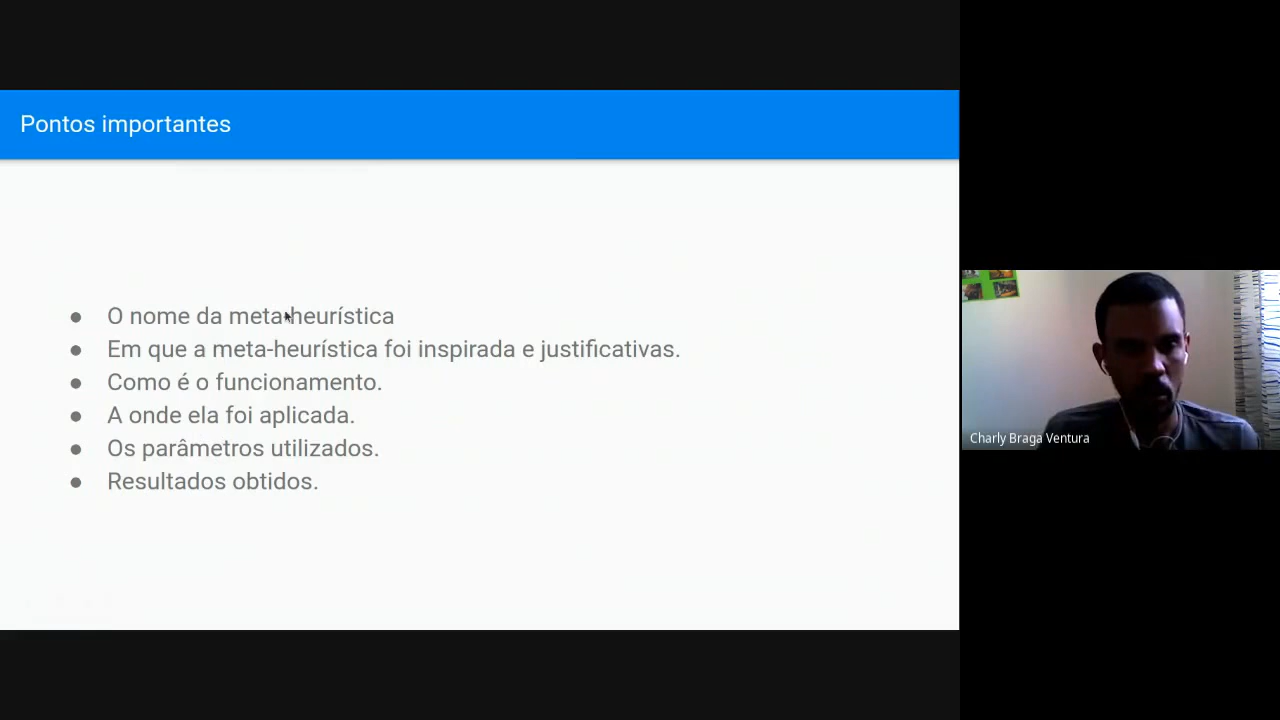 Pontos importantes
● O nome da meta-heurística
● Em que a meta-heurística foi inspirada e justificativas.
● Como é o funcionamento.
● A onde ela foi aplicada.
● Os parâmetros utilizados.
● Resultados obtidos.
Charly Braga Ventura